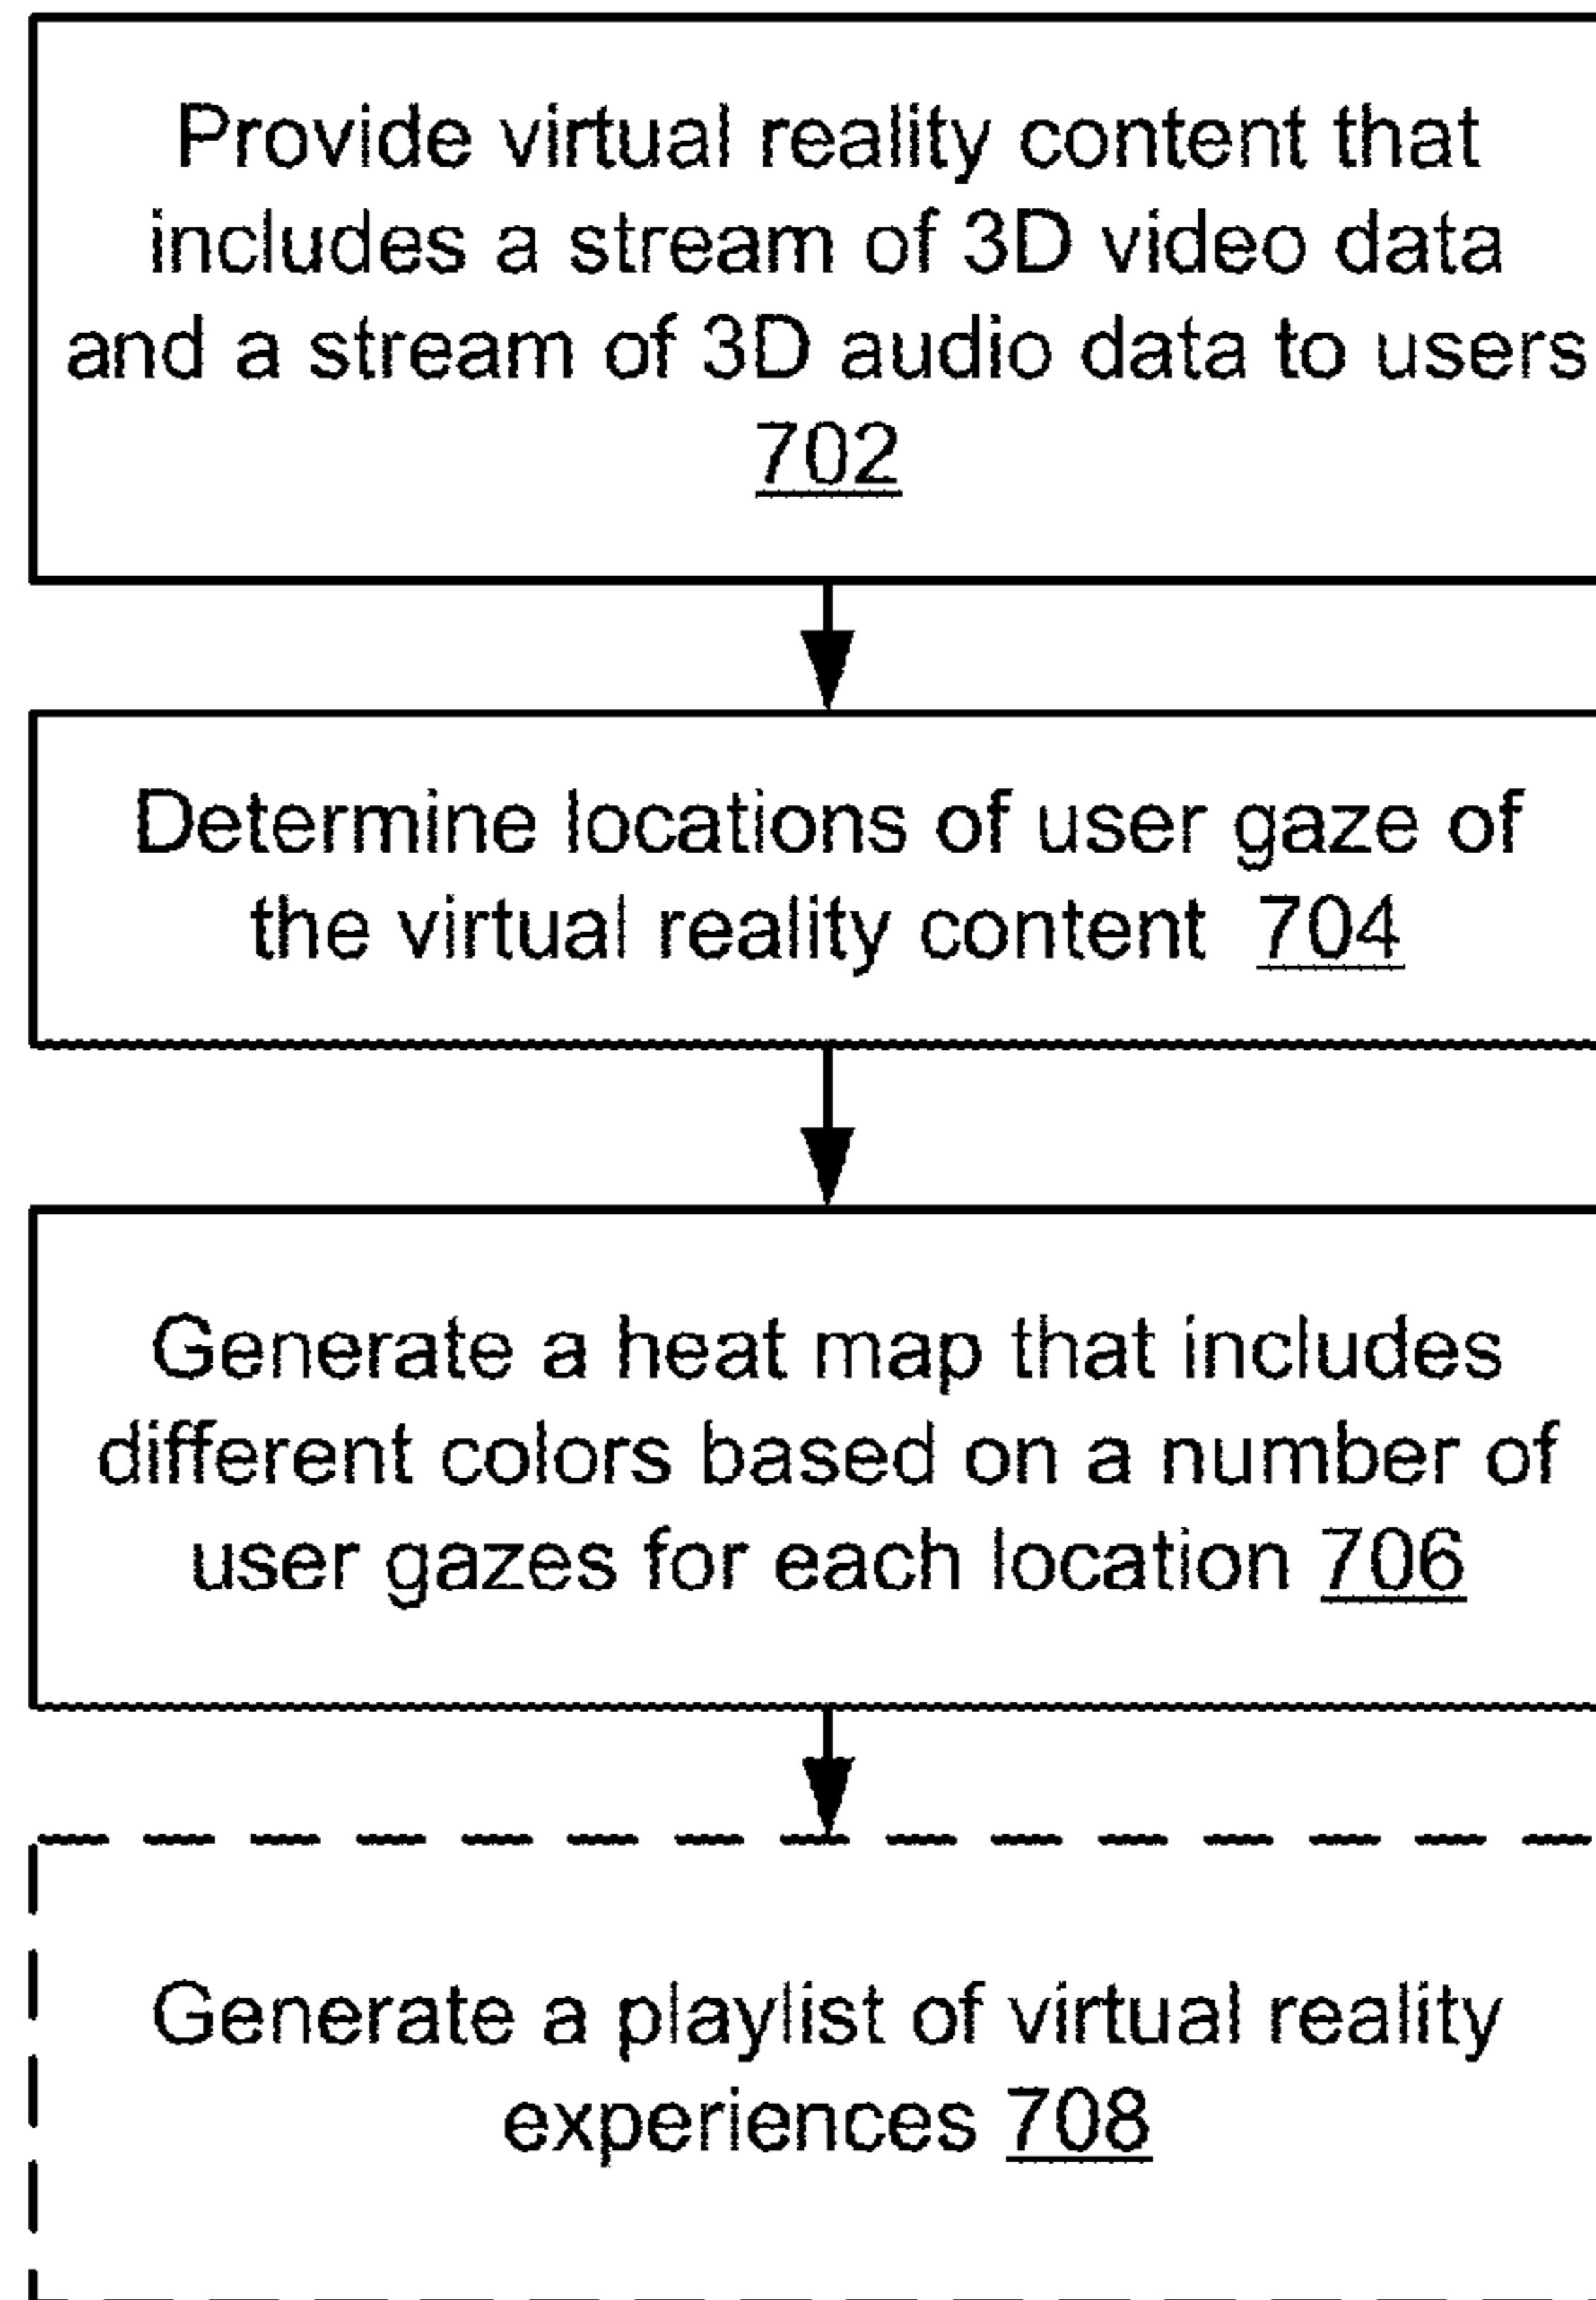 Provide virtual reality content that
includes a stream of 3D video data
and a stream of 3D audio data to users
702
Determine locations of user gaze of
the virtual reality content 704
Generate a heat map that includes
different colors based on a number of
user gazes for each location 706
Generate a playlist of virtual reality
experiences 708